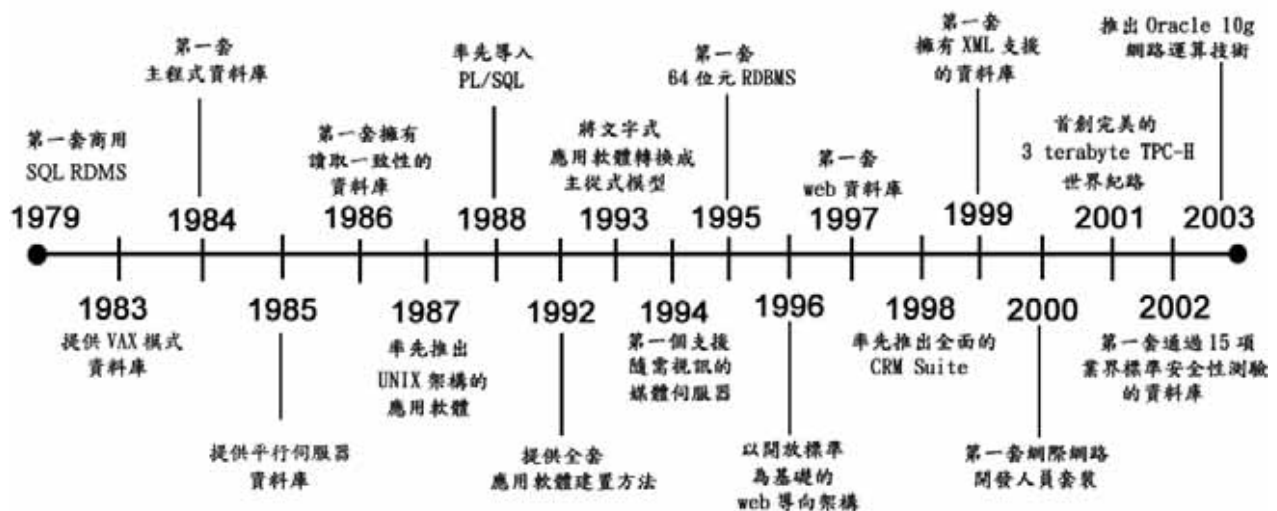 第一套商用
SQL RDMS
1979
第一套
主程式資料庫
1984
第一套擁有
讀取一致性的
資料庫
1986
率先導入
PL/SQL
1988
將文字式
應用軟體轉換成
主從式模型
1993
第一套
64 位元 RDBMS
1995
第一套
web 資料庫
1997
第一套
擁有 XML 支援
的資料庫
1999
首創完美的
3 terabyte TPC-H
世界紀路
2001
推出 Oracle 10g
網路運算技術
2003
1983
提供 VAX 模式
資料庫
1985
提供平行伺服器
資料庫
1987
率先推出
UNIX 架構的
應用軟體
1992
提供全套
應用軟體建置方法
1994
第一個支援
隨需視訊的
媒體伺服器
1996
以開放標準
為基礎的
web 導向架構
1998
率先推出全面的
CRM Suite
2000
第一套網際網路
開發人員套裝
2002
第一套通過 15 項
業界標準安全性測驗
的資料庫